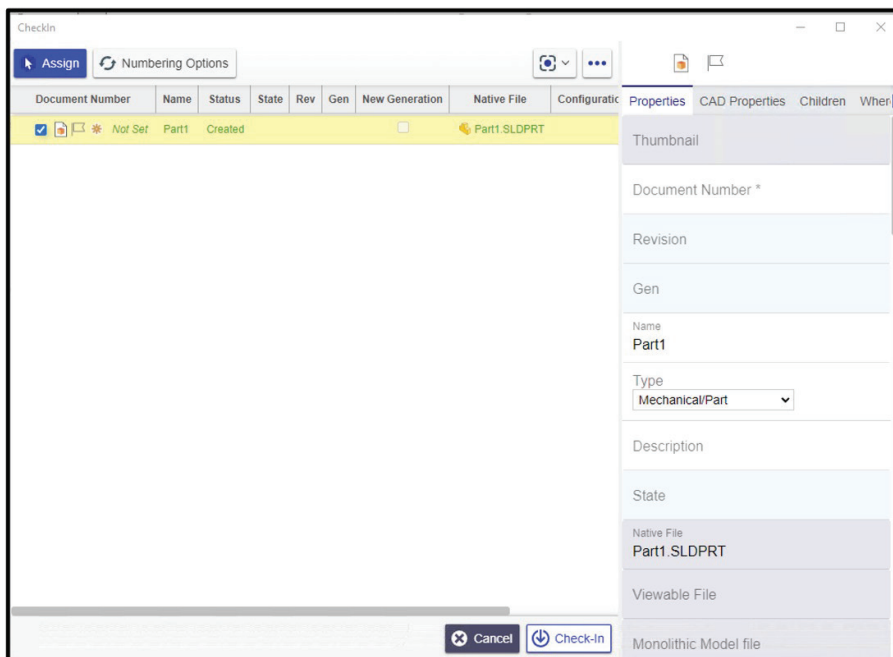 CheckIn
Assign
Numbering Options
Document Number Name Status State Rev Gen New Generation Native File Configuratic
Not Set Part1 Created Part1.SLDPRT
Properties CAD Properties Children Wher
Thumbnail
Document Number *
Revision
Gen
Name
Part1
Type
Mechanical/Part
Description
State
Native File
Part1.SLDPRT
Viewable File
Monolithic Model file
Cancel
Check-In